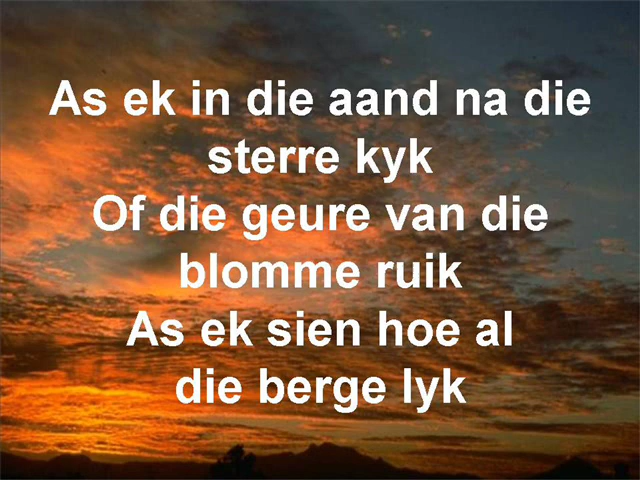 As ek in die aand na die
sterre kyk
Of die geure van die
blomme ruik
As ek sien hoe al
die berge lyk